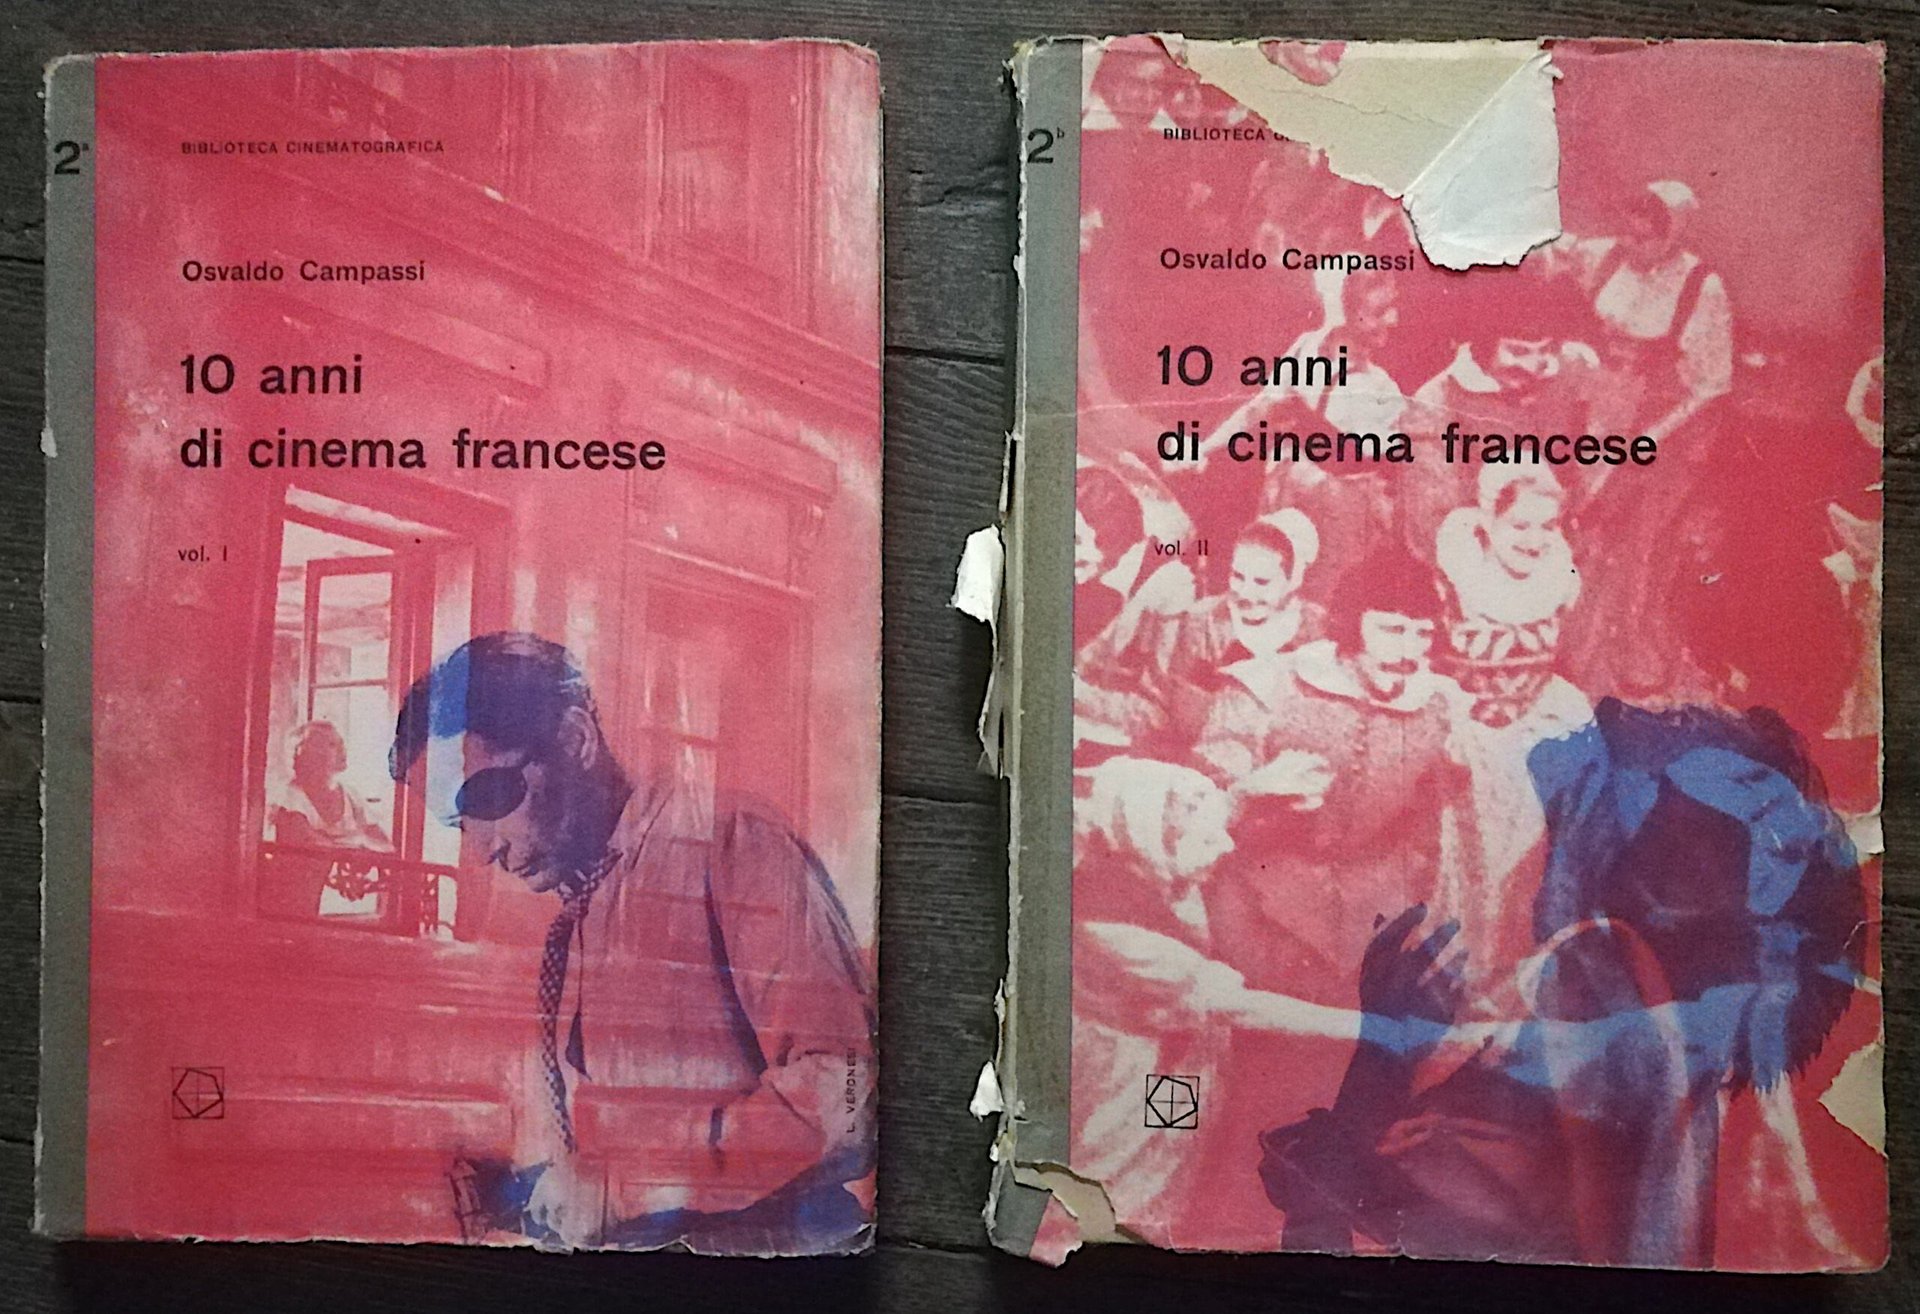 2a
BIBLIOTECA CINEMATOGRAFICA
Osvaldo Campassi
10 anni
di cinema francese
vol. I
L. VERONESI
2b
BIBLIOTECA
Osvaldo Campassi
10 anni
di cinema francese
vol. II